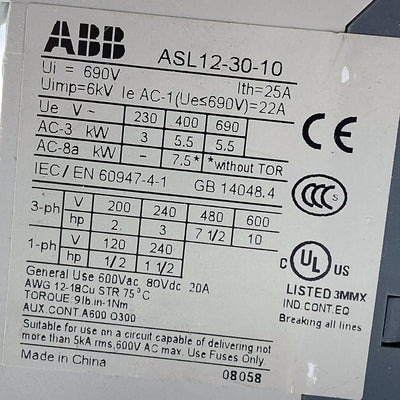 ABB ASL12-30-10
Ui = 690V Ith=25A
Uimp=6kV Ie AC-1(Ue≤690V)=22A
Ue V~ 230 400 690
AC-3 kW 3 5.5 5.5
AC-8a kW – 7.5* *without TOR
IEC/EN 60947-4-1 GB 14048.4
CE
CCC
3-ph V 200 240 480 600
hp 2. 3 7 1/2 10
1-ph V 120 240
hp 1/2 1 1/2
C UL US
LISTED 3MMX
IND.CONT.EQ
Breaking all lines
General Use 600Vac, 80Vdc 20A
AWG 12-18Cu STR 75°C
TORQUE:9lb.in-1Nm
AUX.CONT.A600 Q300
Suitable for use on a circuit capable of delivering not
more than 5kA rms,600V AC max. Use Fuses Only
Made in China
08058